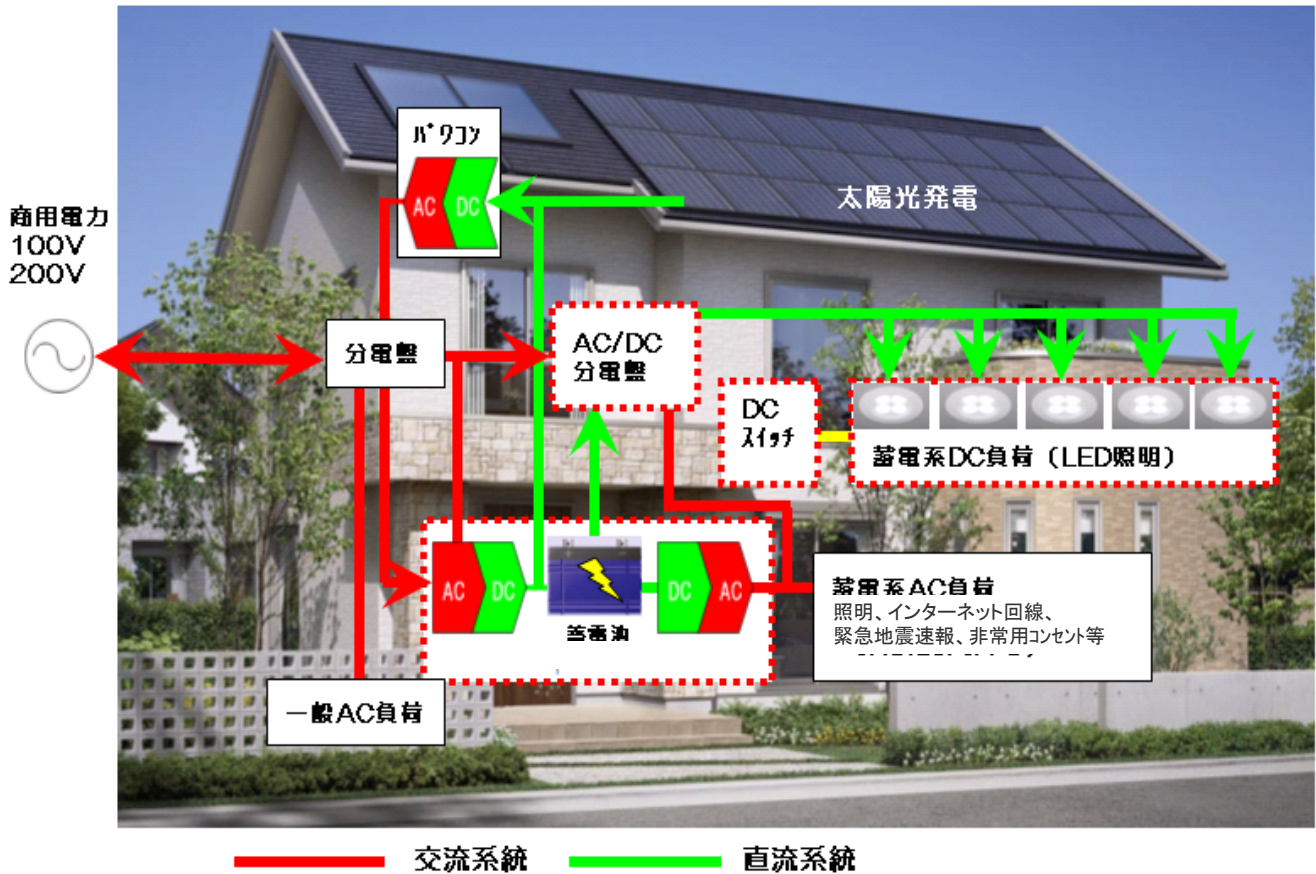 パワコン
AC DC
太陽光発電
商用電力
100V
200V
分電盤
AC/DC
分電盤
DC
スイッチ
蓄電系DC負荷(LED照明)
AC DC
DC AC
蓄電池
蓄電系AC負荷
照明、インターネット回線、
緊急地震速報、非常用コンセント等
一般AC負荷
交流系統
直流系統